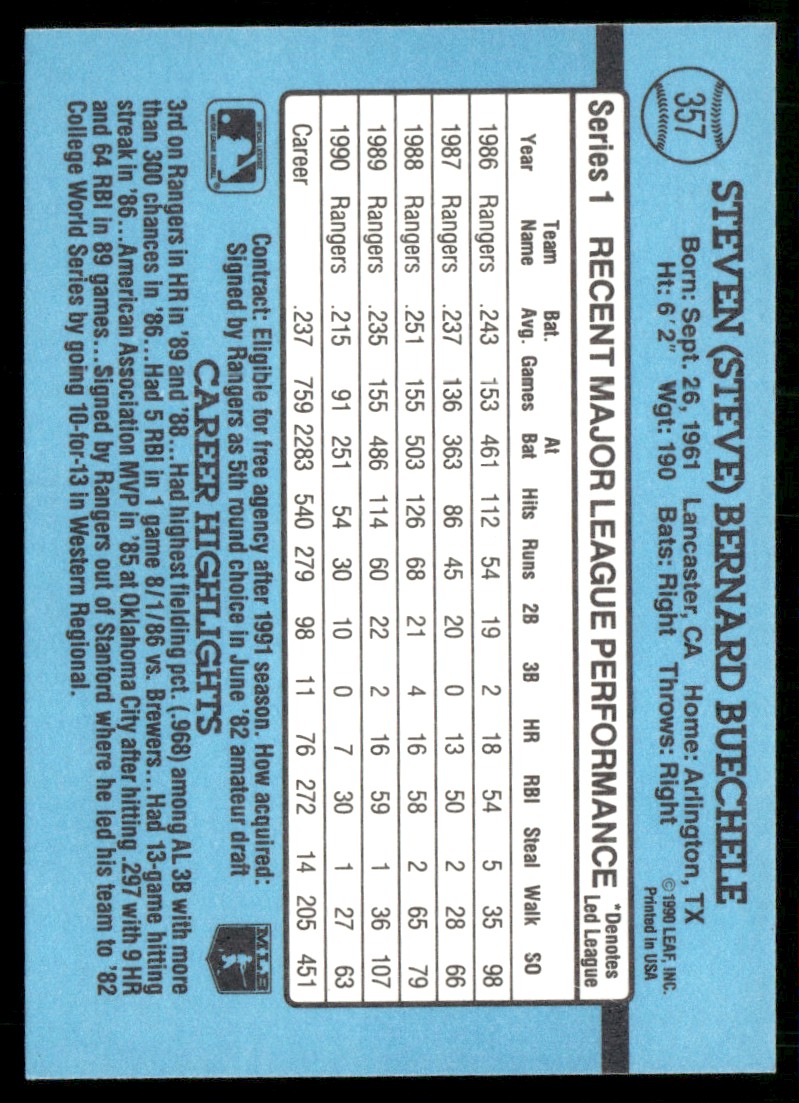 357
STEVEN (STEVE) BERNARD BUECHELE
Born: Sept. 26, 1961 Lancaster, CA Home: Arlington, TX
Ht: 6' 2" Wgt: 190 Bats: Right Throws: Right
© 1990 LEAF, INC.
Printed in USA
Series 1 RECENT MAJOR LEAGUE PERFORMANCE *Denotes Led League
Year Team Name Bat. Avg. Games At Bat Hits Runs 2B 3B HR RBI Steal Walk SO
1986 Rangers .243 153 461 112 54 19 2 18 54 5 35 98
1987 Rangers .237 136 363 86 45 20 0 13 50 2 28 66
1988 Rangers .251 155 503 126 68 21 4 16 58 2 65 79
1989 Rangers .235 155 486 114 60 22 2 16 59 1 36 107
1990 Rangers .215 91 251 54 30 10 0 7 30 1 27 63
Career .237 759 2283 540 279 98 11 76 272 14 205 451
Contract: Eligible for free agency after 1991 season. How acquired:
Signed by Rangers as 5th round choice in June '82 amateur draft
MLB
CAREER HIGHLIGHTS
3rd on Rangers in HR in '89 and '88...Had highest fielding pct. (.968) among AL 3B with more
than 300 chances in '86...Had 5 RBI in 1 game 8/1/86 vs. Brewers...Had 13-game hitting
streak in '86...American Association MVP in '85 at Oklahoma City after hitting .297 with 9 HR
and 64 RBI in 89 games...Signed by Rangers out of Stanford where he led his team to '82
College World Series by going 10-for-13 in Western Regional.